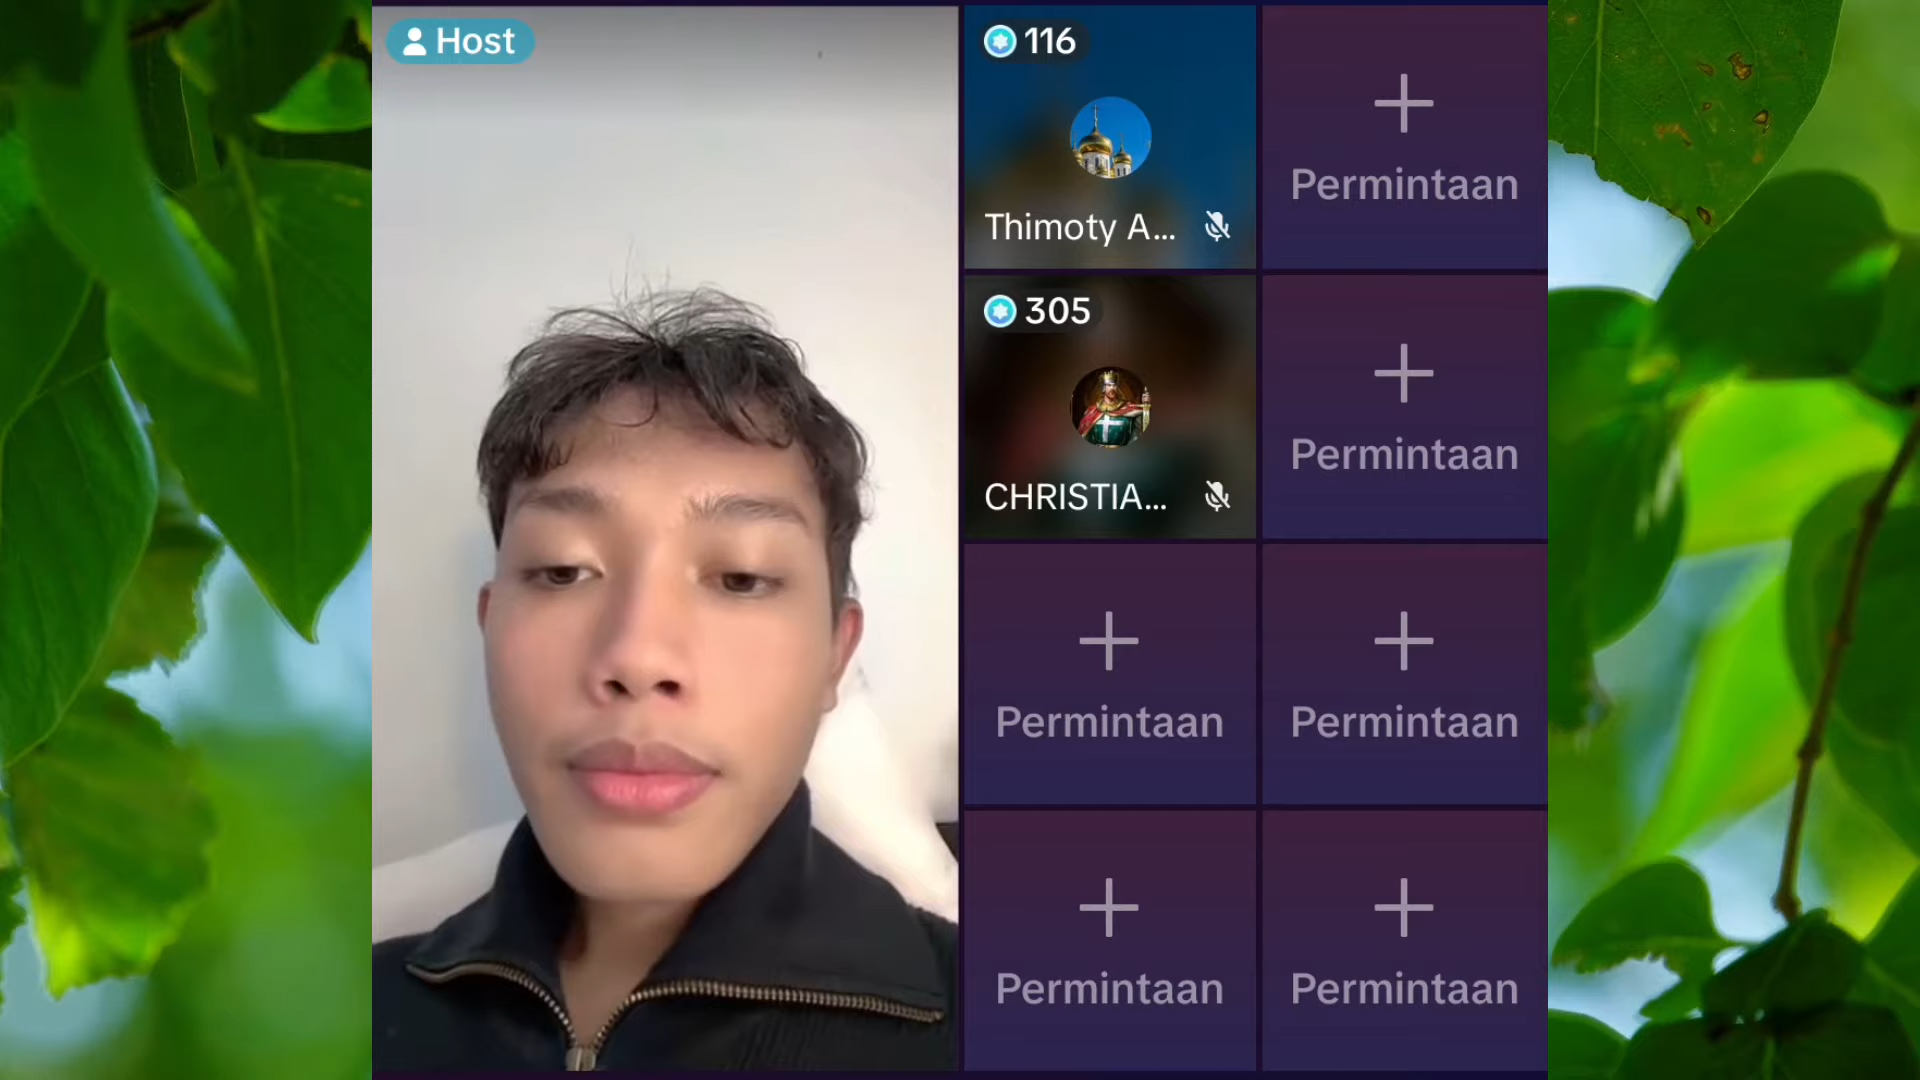 Host
116
Thimoty A...
Permintaan
305
CHRISTIA...
Permintaan
Permintaan
Permintaan
Permintaan
Permintaan